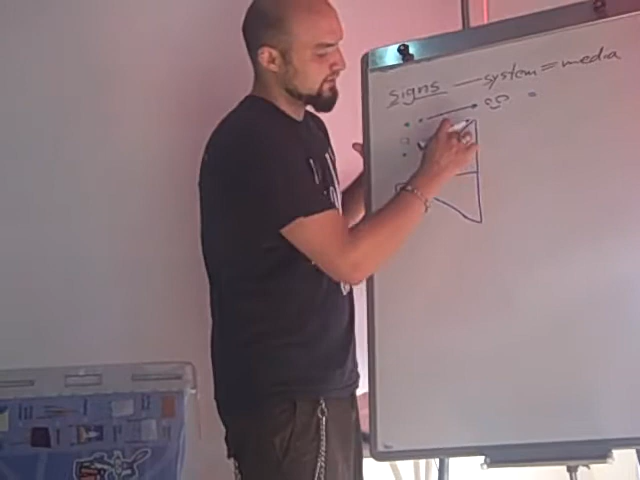 signs — system = media